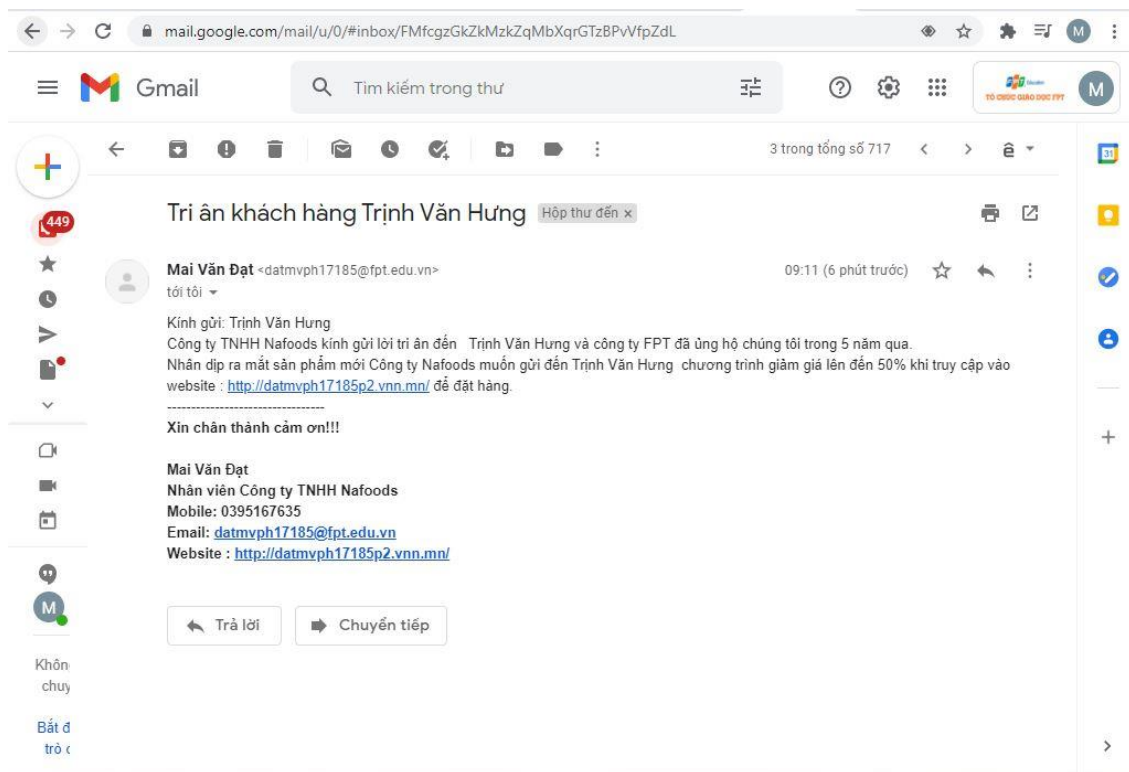 mail.google.com/mail/u/0/#inbox/FMfcgzGkZkMzkZqMbXqrGTzBPvVfpZdL
M
Gmail
Tìm kiếm trong thư
FPT Education
TỔ CHỨC GIÁO DỤC FPT
M
3 trong tổng số 717
31
449
Tri ân khách hàng Trịnh Văn Hưng
Hộp thư đến x
Mai Văn Đạt <datmvph17185@fpt.edu.vn>
09:11 (6 phút trước)
tới tôi
Kính gửi: Trịnh Văn Hưng
Công ty TNHH Nafoods kính gửi lời tri ân đến Trịnh Văn Hưng và công ty FPT đã ủng hộ chúng tôi trong 5 năm qua.
Nhân dịp ra mắt sản phẩm mới Công ty Nafoods muốn gửi đến Trịnh Văn Hưng chương trình giảm giá lên đến 50% khi truy cập vào
website : http://datmvph17185p2.vnn.mn/ để đặt hàng.
---------------------------------
Xin chân thành cảm ơn!!!
Mai Văn Đạt
Nhân viên Công ty TNHH Nafoods
Mobile: 0395167635
Email: datmvph17185@fpt.edu.vn
Website : http://datmvph17185p2.vnn.mn/
M
Trả lời
Chuyển tiếp
Khôn
chuy
Bắt đ
trò c